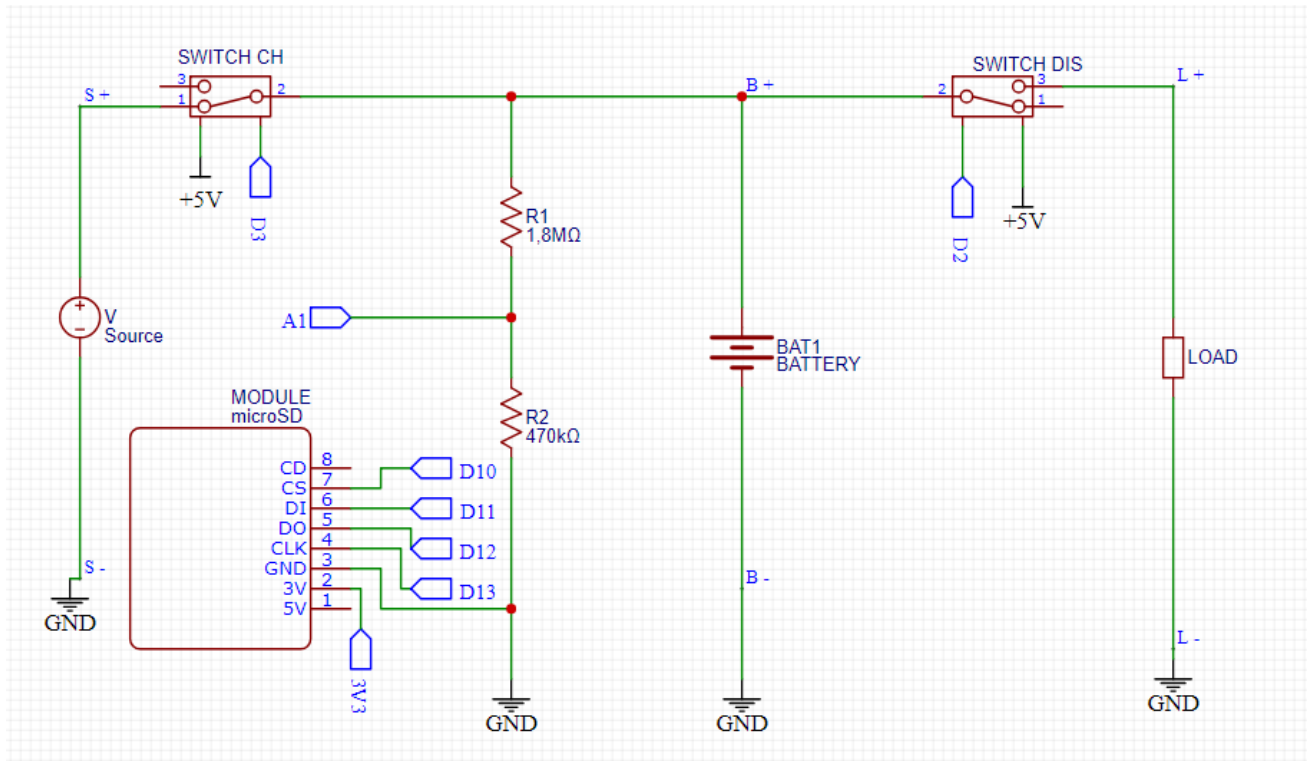 SWITCH CH
3
2
1
S +
+5V
D3
B +
SWITCH DIS
2
3
1
L +
D2
+5V
R1
1,8MΩ
A1
V
Source
BAT1
BATTERY
LOAD
MODULE
microSD
R2
470kΩ
CD 8
CS 7
DI 6
DO 5
CLK 4
GND 3
3V 2
5V 1
D10
D11
D12
D13
3V3
S -
GND
B -
L -
GND
GND
GND